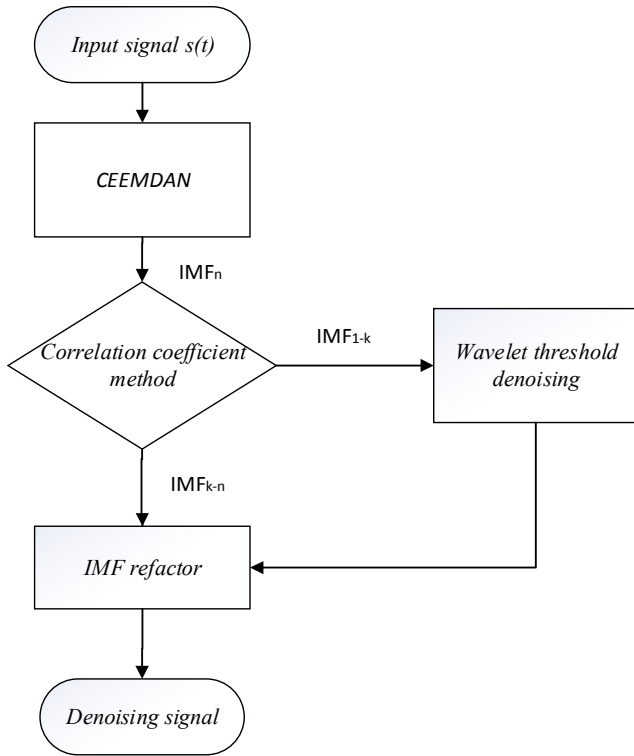 Input signal s(t)
CEEMDAN
IMFn
Correlation coefficient
method
IMF1-k
Wavelet threshold
denoising
IMFk-n
IMF refactor
Denoising signal